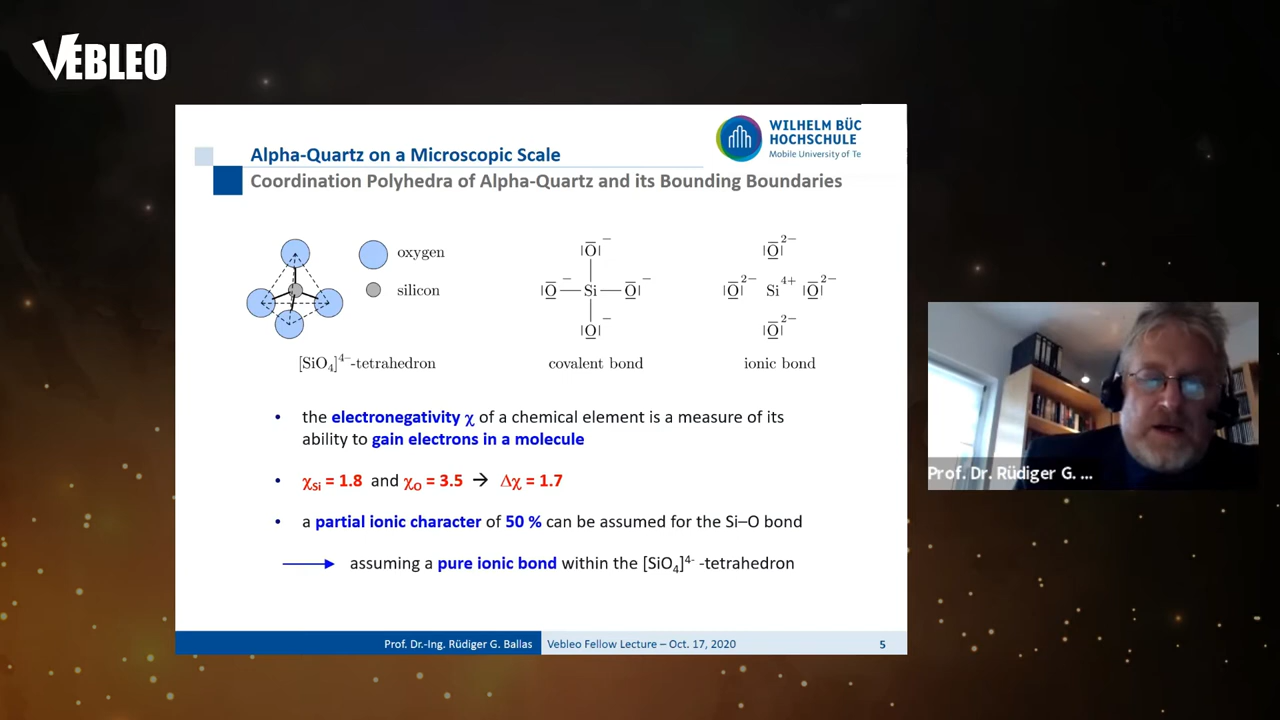 VEBLEO
WILHELM BÜC
HOCHSCHULE
Mobile University of Te
Alpha-Quartz on a Microscopic Scale
Coordination Polyhedra of Alpha-Quartz and its Bounding Boundaries
oxygen
silicon
[SiO₄]⁴⁻-tetrahedron
|O̅|⁻
|O̲̅⁻ — Si — O̲̅|⁻
|O̲|⁻
covalent bond
|O̲̅|²⁻
|O̲̅|²⁻ Si⁴⁺ |O̲̅|²⁻
|O̲̅|²⁻
ionic bond
• the electronegativity χ of a chemical element is a measure of its
ability to gain electrons in a molecule
• χSi = 1.8 and χO = 3.5 → Δχ = 1.7
• a partial ionic character of 50 % can be assumed for the Si–O bond
assuming a pure ionic bond within the [SiO₄]⁴⁻ -tetrahedron
Prof. Dr.-Ing. Rüdiger G. Ballas
Vebleo Fellow Lecture – Oct. 17, 2020
5
Prof. Dr. Rüdiger G. ...